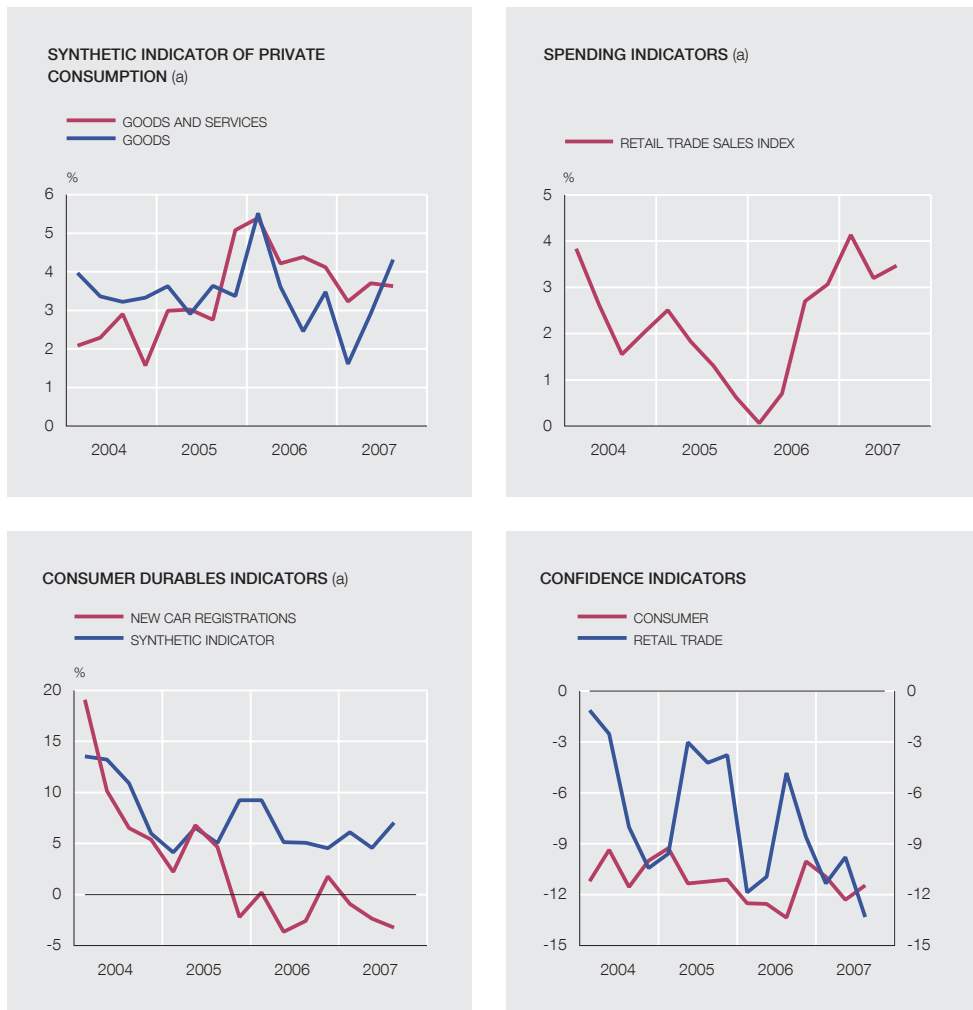 SYNTHETIC INDICATOR OF PRIVATE
CONSUMPTION (a)
GOODS AND SERVICES
GOODS
%
6
5
4
3
2
1
0
2004 2005 2006 2007
SPENDING INDICATORS (a)
RETAIL TRADE SALES INDEX
%
5
4
3
2
1
0
2004 2005 2006 2007
CONSUMER DURABLES INDICATORS (a)
NEW CAR REGISTRATIONS
SYNTHETIC INDICATOR
%
20
15
10
5
0
-5
2004 2005 2006 2007
CONFIDENCE INDICATORS
CONSUMER
RETAIL TRADE
0 0
-3 -3
-6 -6
-9 -9
-12 -12
-15 -15
2004 2005 2006 2007